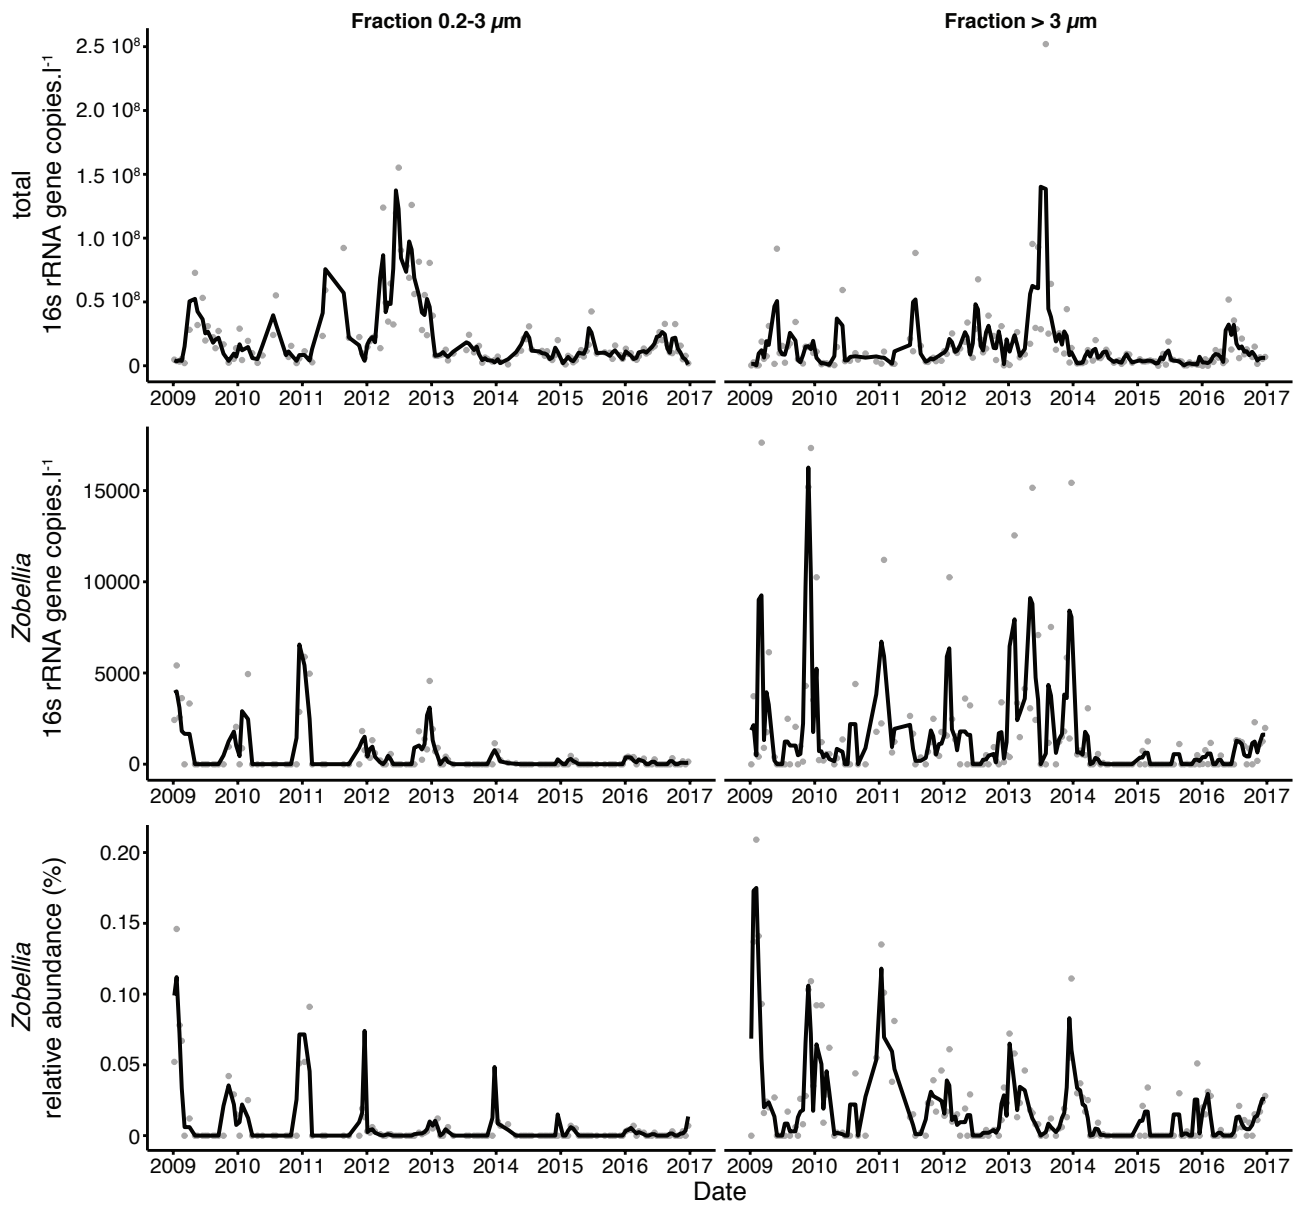 Fraction 0.2-3 µm
Fraction > 3 µm
total
16s rRNA gene copies.l⁻¹
2.5 10⁸
2.0 10⁸
1.5 10⁸
1.0 10⁸
0.5 10⁸
0
2009 2010 2011 2012 2013 2014 2015 2016 2017
2009 2010 2011 2012 2013 2014 2015 2016 2017
Zobellia
16s rRNA gene copies.l⁻¹
15000
10000
5000
0
2009 2010 2011 2012 2013 2014 2015 2016 2017
2009 2010 2011 2012 2013 2014 2015 2016 2017
Zobellia
relative abundance (%)
0.20
0.15
0.10
0.05
0
2009 2010 2011 2012 2013 2014 2015 2016 2017
2009 2010 2011 2012 2013 2014 2015 2016 2017
Date